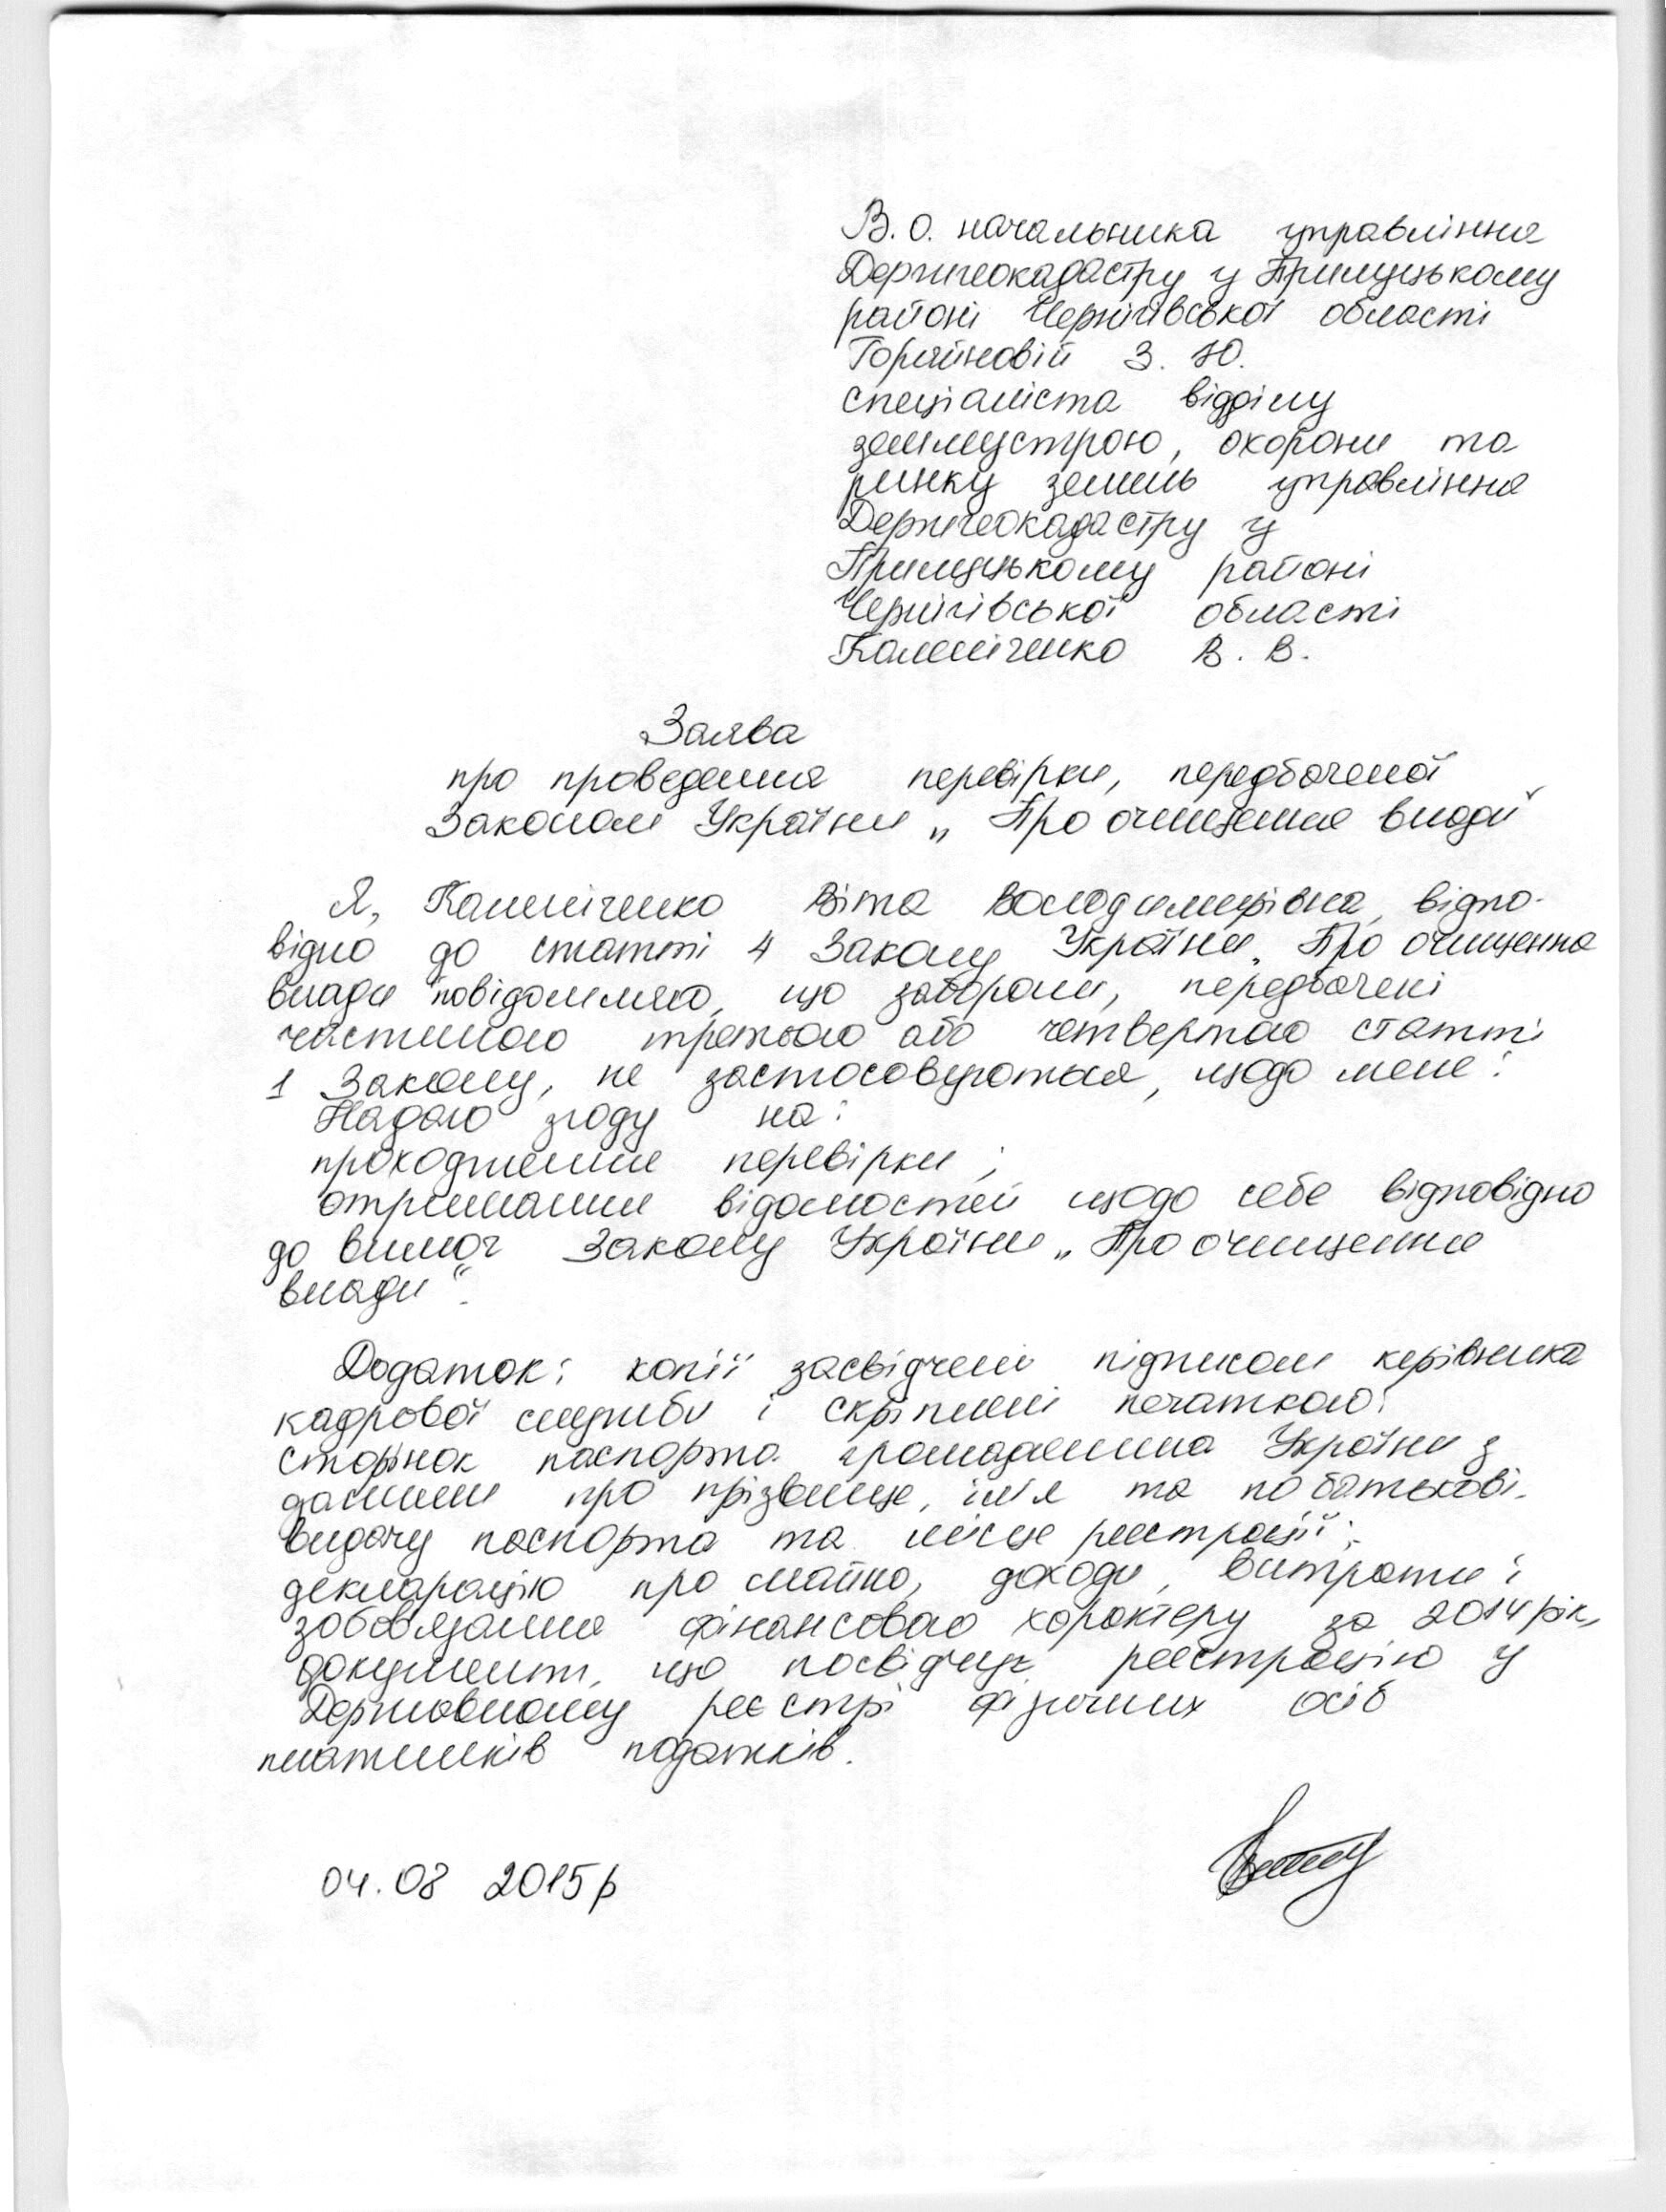 В.О. начальника управління
Держгеокадастру у Прилуцькому
районі Чернігівської області
З. Ю.
спеціаліста відділу
землеустрою, охорони та
ринку земель управління
Держгеокадастру у
Прилуцькому районі
Чернігівської області
В. В.
Заява
про проведення перевірки, передбаченої
Законом України „Про очищення влади"
Я, Віта Володимирівна, відпо-
відно до статті 4 Закону України „Про очищення
влади" повідомляю, що заборони, передбачені
частиною третьою або четвертою статті
1 Закону, не застосовуються, щодо мене.
Надаю згоду на:
проходження перевірки;
отримання відомостей щодо себе відповідно
до вимог Закону України „Про очищення
влади".
Додаток: копії засвідчені підписом керівника
кадрової служби і скріплені печаткою:
сторінок паспорта громадянина України з
даними про прізвище, ім'я та по батькові,
видачу паспорта та місце реєстрації;
декларацію про майно, доходи, витрати і
зобов'язання фінансового характеру за 2014 рік,
документ, що посвідчує реєстрацію у
Державному реєстрі фізичних осіб
платників податків.
04.08 2015р